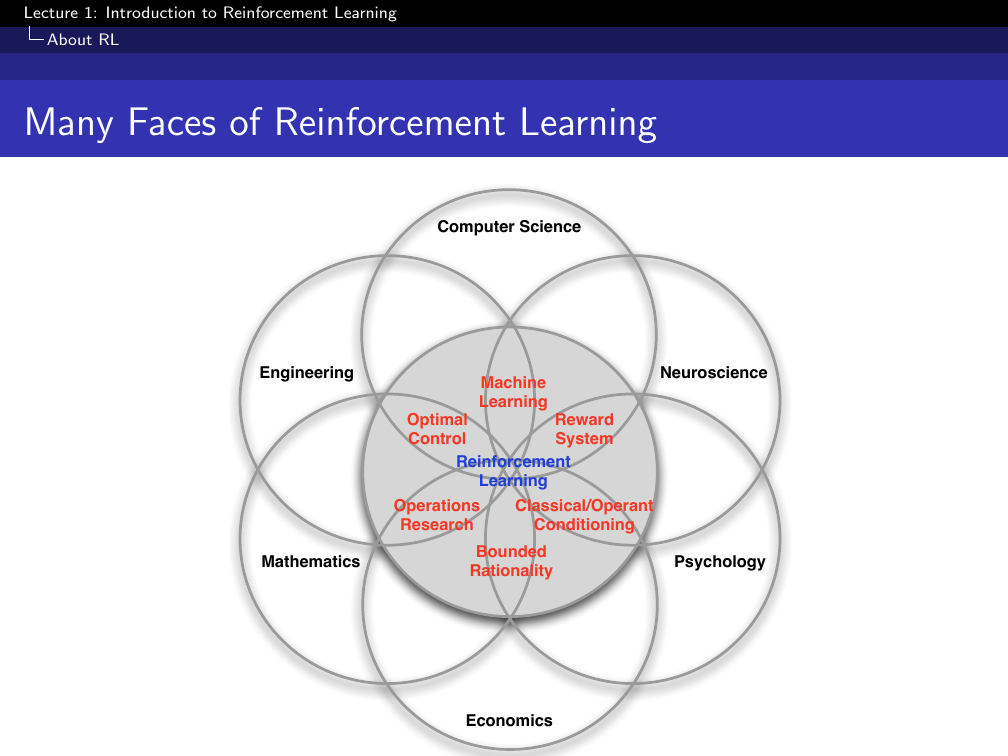 Lecture 1: Introduction to Reinforcement Learning
About RL
Many Faces of Reinforcement Learning
Computer Science
Engineering
Neuroscience
Machine
Learning
Optimal
Control
Reward
System
Reinforcement
Learning
Operations
Research
Classical/Operant
Conditioning
Bounded
Rationality
Mathematics
Psychology
Economics